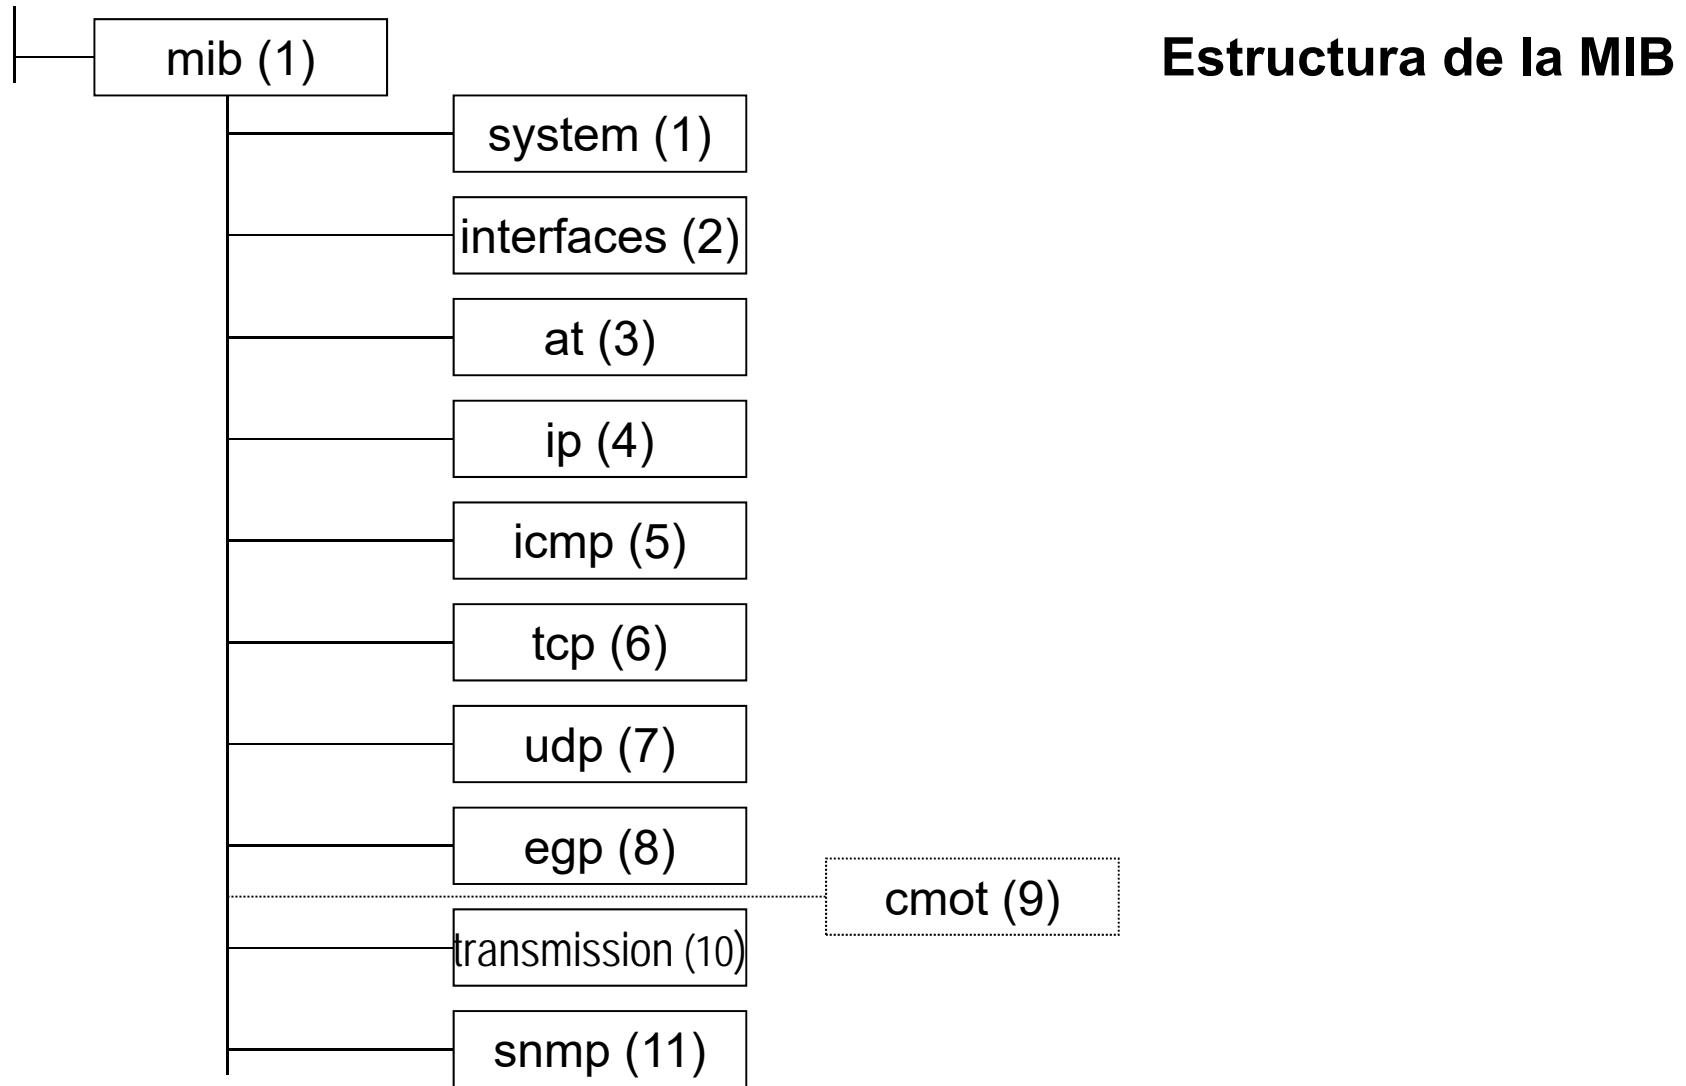 mib (1)
Estructura de la MIB
system (1)
interfaces (2)
at (3)
ip (4)
icmp (5)
tcp (6)
udp (7)
egp (8)
cmot (9)
transmission (10)
snmp (11)